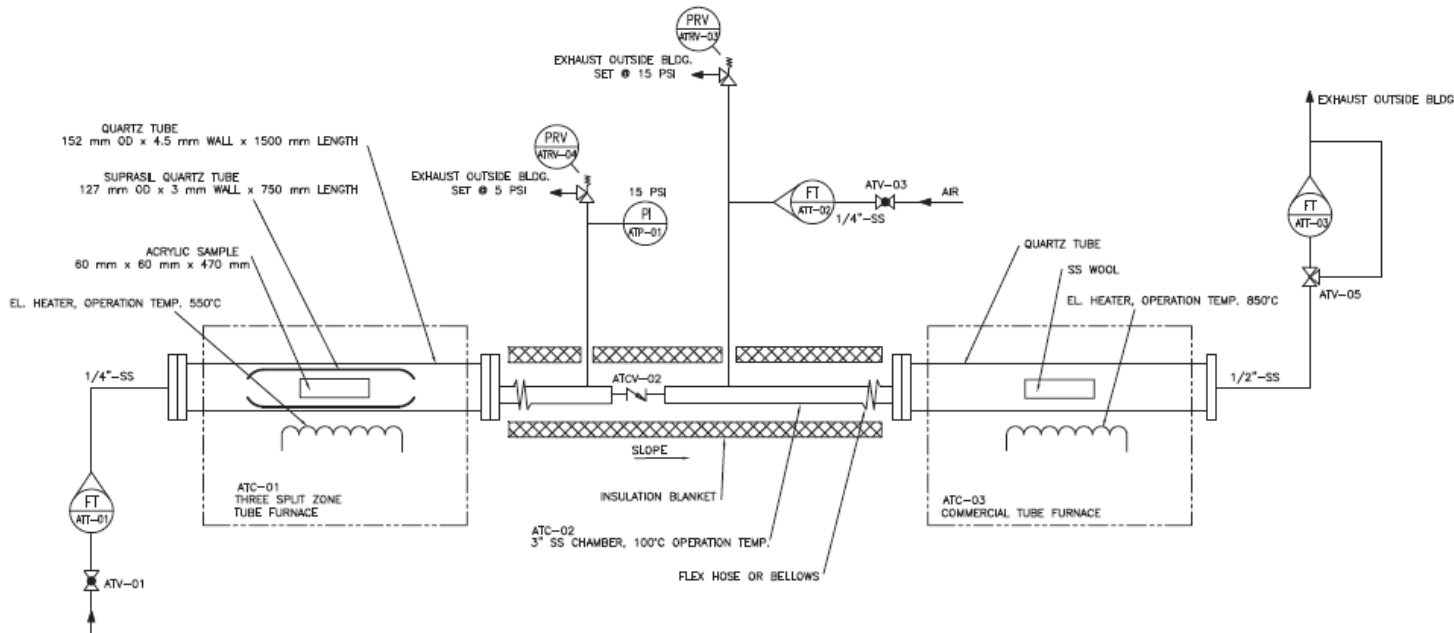 PRV
ATRV-03
EXHAUST OUTSIDE BLDG.
SET @ 15 PSI
EXHAUST OUTSIDE BLDG
QUARTZ TUBE
152 mm OD x 4.5 mm WALL x 1500 mm LENGTH
PRV
ATRV-04
SUPRASIL QUARTZ TUBE
127 mm OD x 3 mm WALL x 750 mm LENGTH
EXHAUST OUTSIDE BLDG.
SET @ 5 PSI
15 PSI
PI
ATP-01
FT
ATT-02
1/4"-SS
ATV-03
AIR
FT
ATT-03
ACRYLIC SAMPLE
60 mm x 60 mm x 470 mm
QUARTZ TUBE
SS WOOL
ATV-05
EL. HEATER, OPERATION TEMP. 550°C
EL. HEATER, OPERATION TEMP. 850°C
1/4"-SS
ATCV-02
1/2"-SS
SLOPE
ATC-01
THREE SPLIT ZONE
TUBE FURNACE
INSULATION BLANKET
ATC-03
COMMERCIAL TUBE FURNACE
FT
ATT-01
ATC-02
3" SS CHAMBER, 100°C OPERATION TEMP.
FLEX HOSE OR BELLOWS
ATV-01